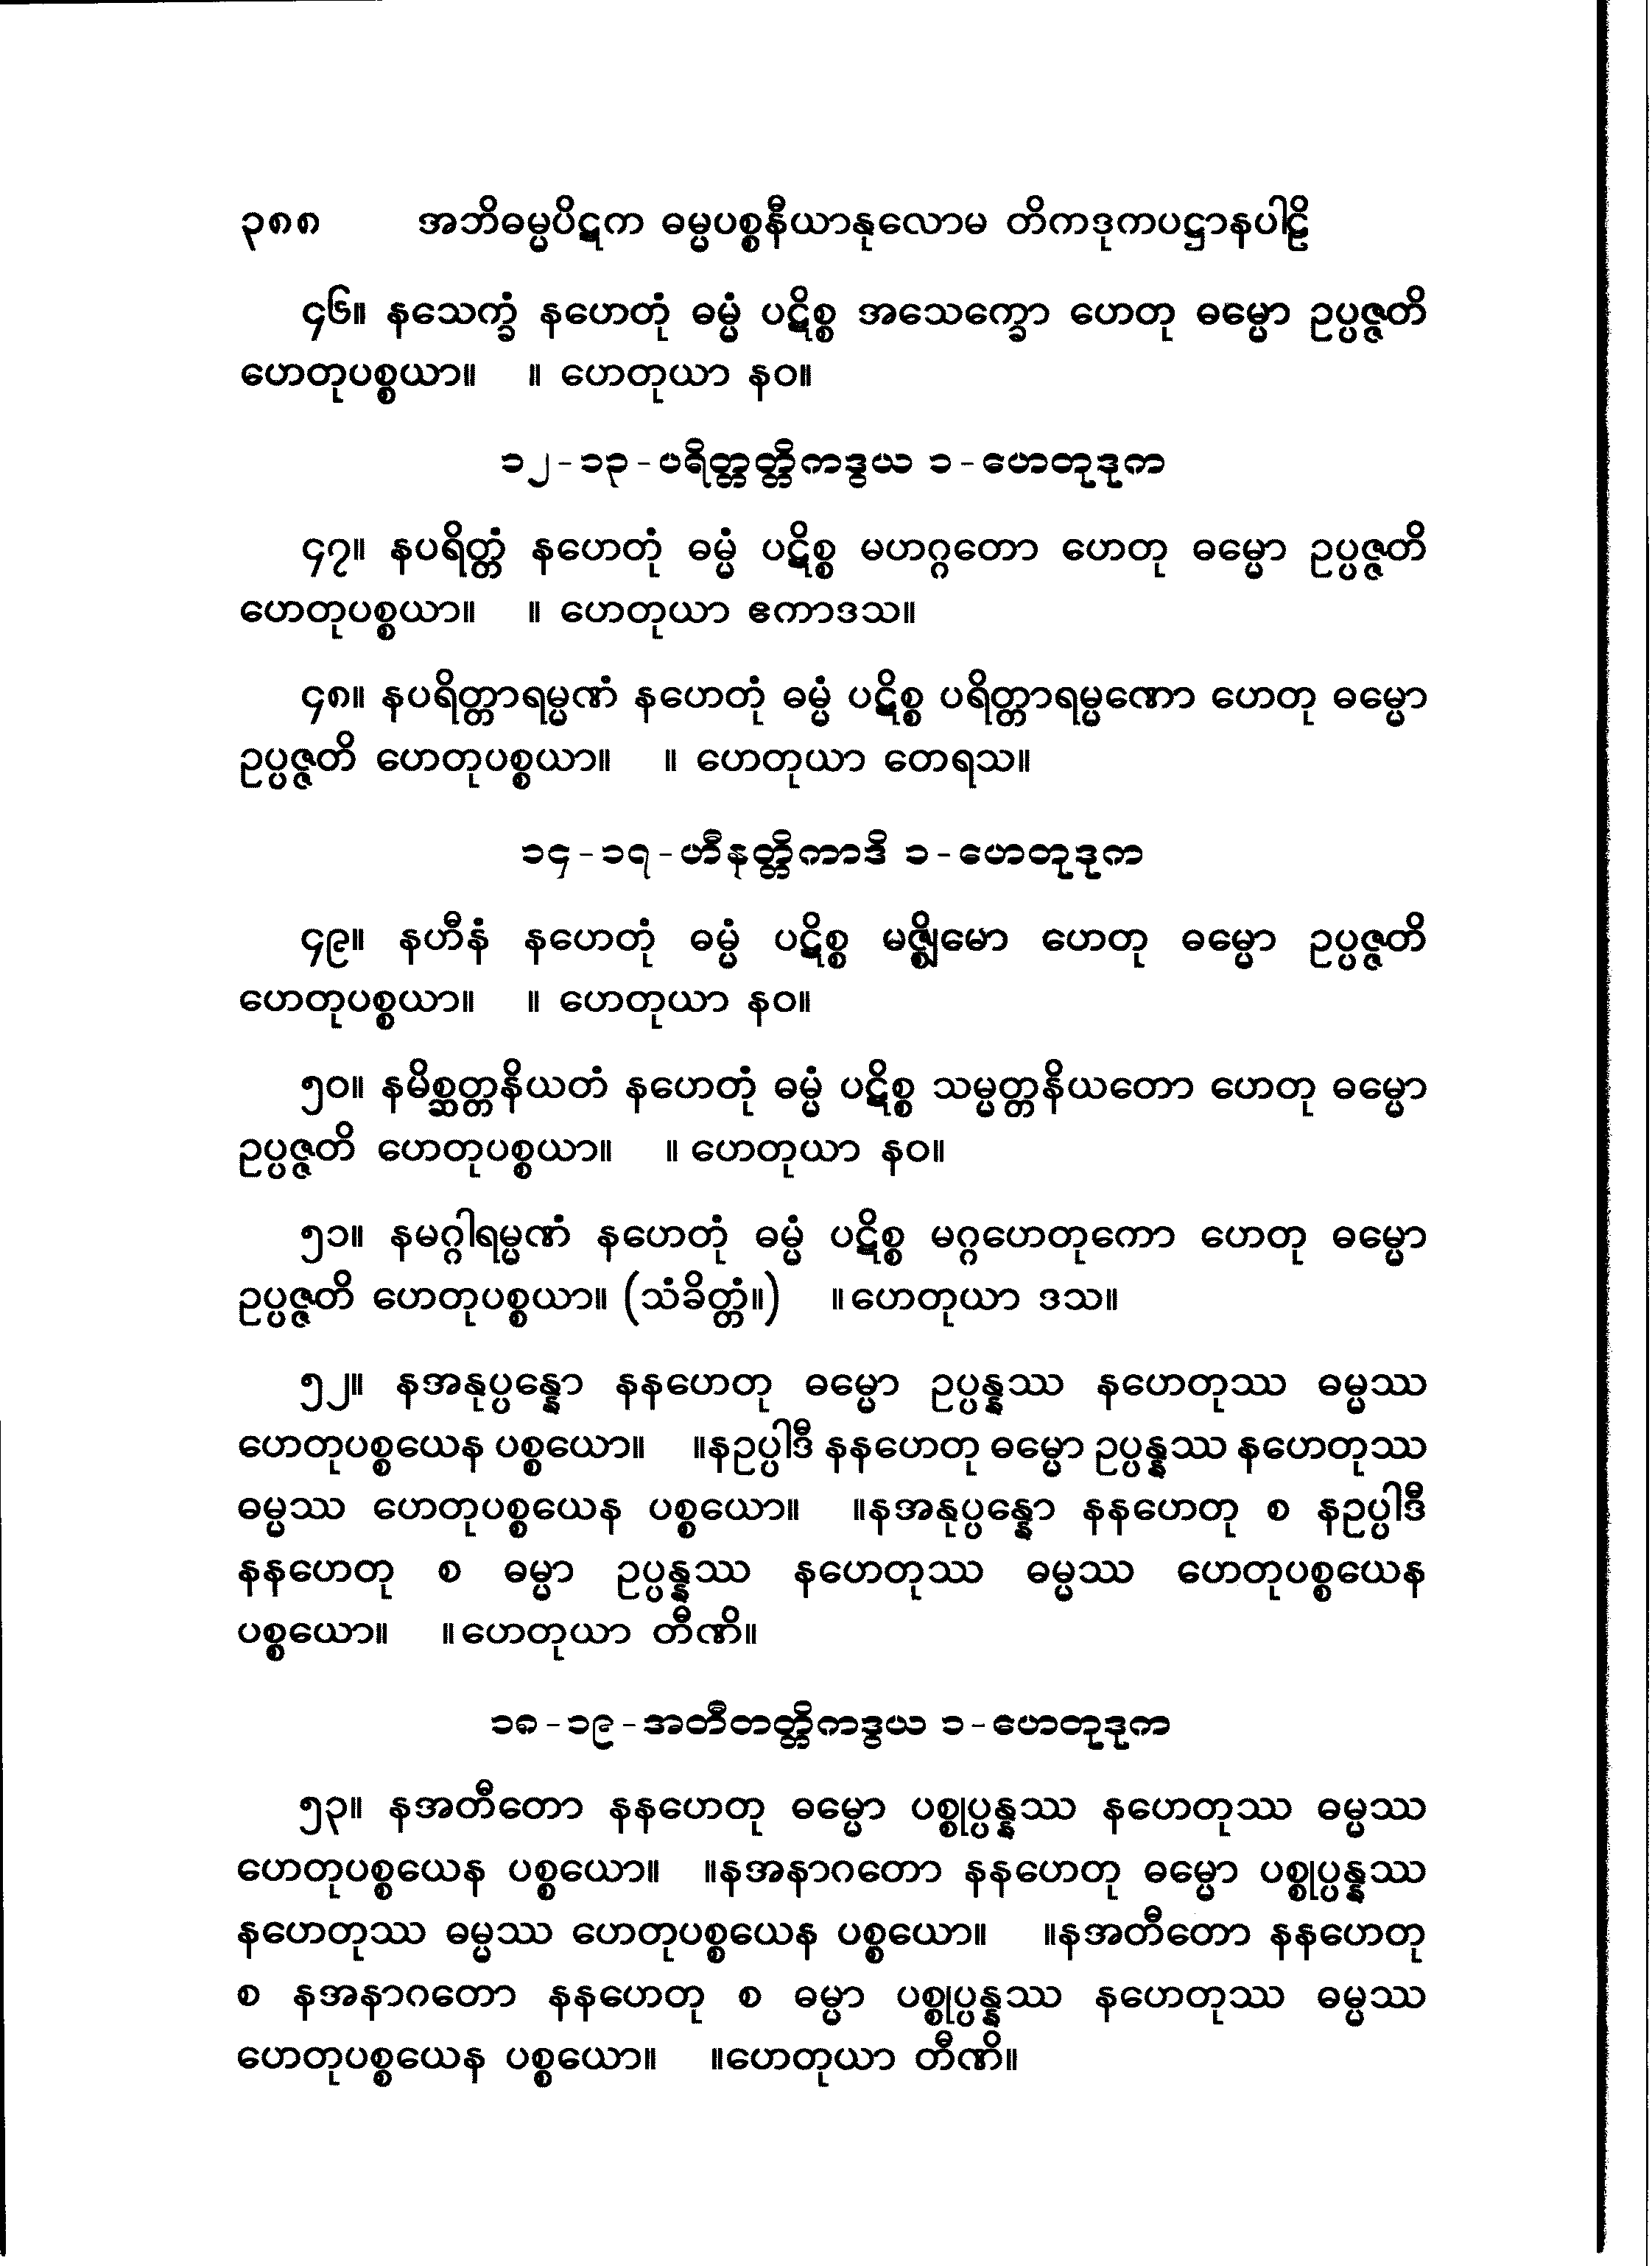 ၃၈၈ အဘိဓမ္မပိဋက ဓမ္မပစ္စနီယာနုလောမ တိကဒုကပဋ္ဌာနပါဠိ
၄၆။ နသေက္ခံ နဟေတုံ ဓမ္မံ ပဋိစ္စ အသေက္ခော ဟေတု ဓမ္မော ဥပ္ပဇ္ဇတိ
ဟေတုပစ္စယာ။ ။ ဟေတုယာ နဝ။
၁၂-၁၃-ပရိတ္တတ္တိကဒွယ ၁-ဟေတုဒုက
၄၇။ နပရိတ္တံ နဟေတုံ ဓမ္မံ ပဋိစ္စ မဟဂ္ဂတော ဟေတု ဓမ္မော ဥပ္ပဇ္ဇတိ
ဟေတုပစ္စယာ။ ။ ဟေတုယာ ဧကာဒသ။
၄၈။ နပရိတ္တာရမ္မဏံ နဟေတုံ ဓမ္မံ ပဋိစ္စ ပရိတ္တာရမ္မဏော ဟေတု ဓမ္မော
ဥပ္ပဇ္ဇတိ ဟေတုပစ္စယာ။ ။ ဟေတုယာ တေရသ။
၁၄-၁၇-ဟီနတ္တိကာဒိ ၁-ဟေတုဒုက
၄၉။ နဟီနံ နဟေတုံ ဓမ္မံ ပဋိစ္စ မဇ္ဈိမော ဟေတု ဓမ္မော ဥပ္ပဇ္ဇတိ
ဟေတုပစ္စယာ။ ။ ဟေတုယာ နဝ။
၅၀။ နမိစ္ဆတ္တနိယတံ နဟေတုံ ဓမ္မံ ပဋိစ္စ သမ္မတ္တနိယတော ဟေတု ဓမ္မော
ဥပ္ပဇ္ဇတိ ဟေတုပစ္စယာ။ ။ ဟေတုယာ နဝ။
၅၁။ နမဂ္ဂါရမ္မဏံ နဟေတုံ ဓမ္မံ ပဋိစ္စ မဂ္ဂဟေတုကော ဟေတု ဓမ္မော
ဥပ္ပဇ္ဇတိ ဟေတုပစ္စယာ။ (သံခိတ္တံ။) ။ဟေတုယာ ဒသ။
၅၂။ နအနုပ္ပန္နော နနဟေတု ဓမ္မော ဥပ္ပန္နဿ နဟေတုဿ ဓမ္မဿ
ဟေတုပစ္စယေန ပစ္စယော။ ။နဥပ္ပါဒီ နနဟေတု ဓမ္မော ဥပ္ပန္နဿ နဟေတုဿ
ဓမ္မဿ ဟေတုပစ္စယေန ပစ္စယော။ ။နအနုပ္ပန္နော နနဟေတု စ နဥပ္ပါဒီ
နနဟေတု စ ဓမ္မာ ဥပ္ပန္နဿ နဟေတုဿ ဓမ္မဿ ဟေတုပစ္စယေန
ပစ္စယော။ ။ဟေတုယာ တီဏိ။
၁၈-၁၉-အတီတတ္တိကဒွယ ၁-ဟေတုဒုက
၅၃။ နအတီတော နနဟေတု ဓမ္မော ပစ္စုပ္ပန္နဿ နဟေတုဿ ဓမ္မဿ
ဟေတုပစ္စယေန ပစ္စယော။ ။နအနာဂတော နနဟေတု ဓမ္မော ပစ္စုပ္ပန္နဿ
နဟေတုဿ ဓမ္မဿ ဟေတုပစ္စယေန ပစ္စယော။ ။နအတီတော နနဟေတု
စ နအနာဂတော နနဟေတု စ ဓမ္မာ ပစ္စုပ္ပန္နဿ နဟေတုဿ ဓမ္မဿ
ဟေတုပစ္စယေန ပစ္စယော။ ။ဟေတုယာ တီဏိ။